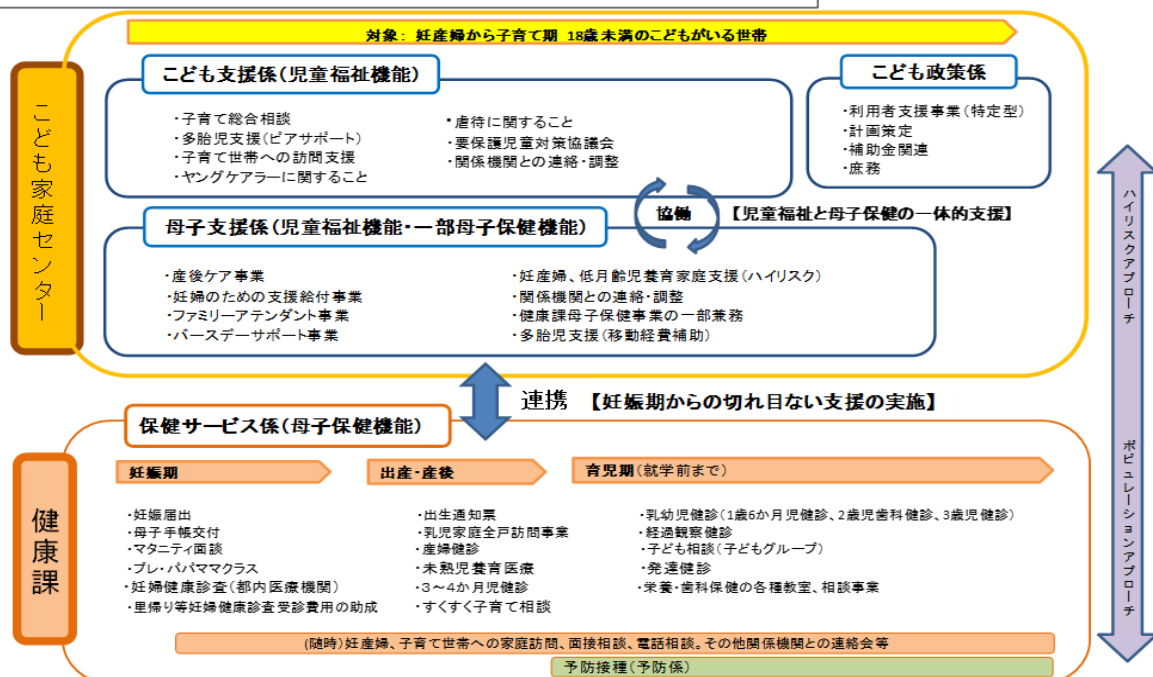 対象： 妊産婦から子育て期 18歳未満のこどもがいる世帯
こども家庭センター
こども支援係(児童福祉機能)
・子育て総合相談
・多胎児支援(ピアサポート)
・子育て世帯への訪問支援
・ヤングケアラーに関すること
・虐待に関すること
・要保護児童対策協議会
・関係機関との連絡・調整
こども政策係
・利用者支援事業(特定型)
・計画策定
・補助金関連
・庶務
協働
【児童福祉と母子保健の一体的支援】
母子支援係(児童福祉機能・一部母子保健機能)
・産後ケア事業
・妊婦のための支援給付事業
・ファミリーアテンダント事業
・バースデーサポート事業
・妊産婦、低月齢児養育家庭支援(ハイリスク)
・関係機関との連絡・調整
・健康課母子保健事業の一部兼務
・多胎児支援(移動経費補助)
連携 【妊娠期からの切れ目ない支援の実施】
ハイリスクアプローチ
ポピュレーションアプローチ
健康課
保健サービス係(母子保健機能)
妊娠期
・妊娠届出
・母子手帳交付
・マタニティ面談
・プレ・パパママクラス
・妊婦健康診査(都内医療機関)
・里帰り等妊婦健康診査受診費用の助成
出産・産後
・出生通知票
・乳児家庭全戸訪問事業
・産婦健診
・未熟児養育医療
・3～4か月児健診
・すくすく子育て相談
育児期(就学前まで)
・乳幼児健診(1歳6か月児健診、2歳児歯科健診、3歳児健診)
・経過観察健診
・子ども相談(子どもグループ)
・発達健診
・栄養・歯科保健の各種教室、相談事業
(随時)妊産婦、子育て世帯への家庭訪問、面接相談、電話相談。その他関係機関との連絡会等
予防接種(予防係)